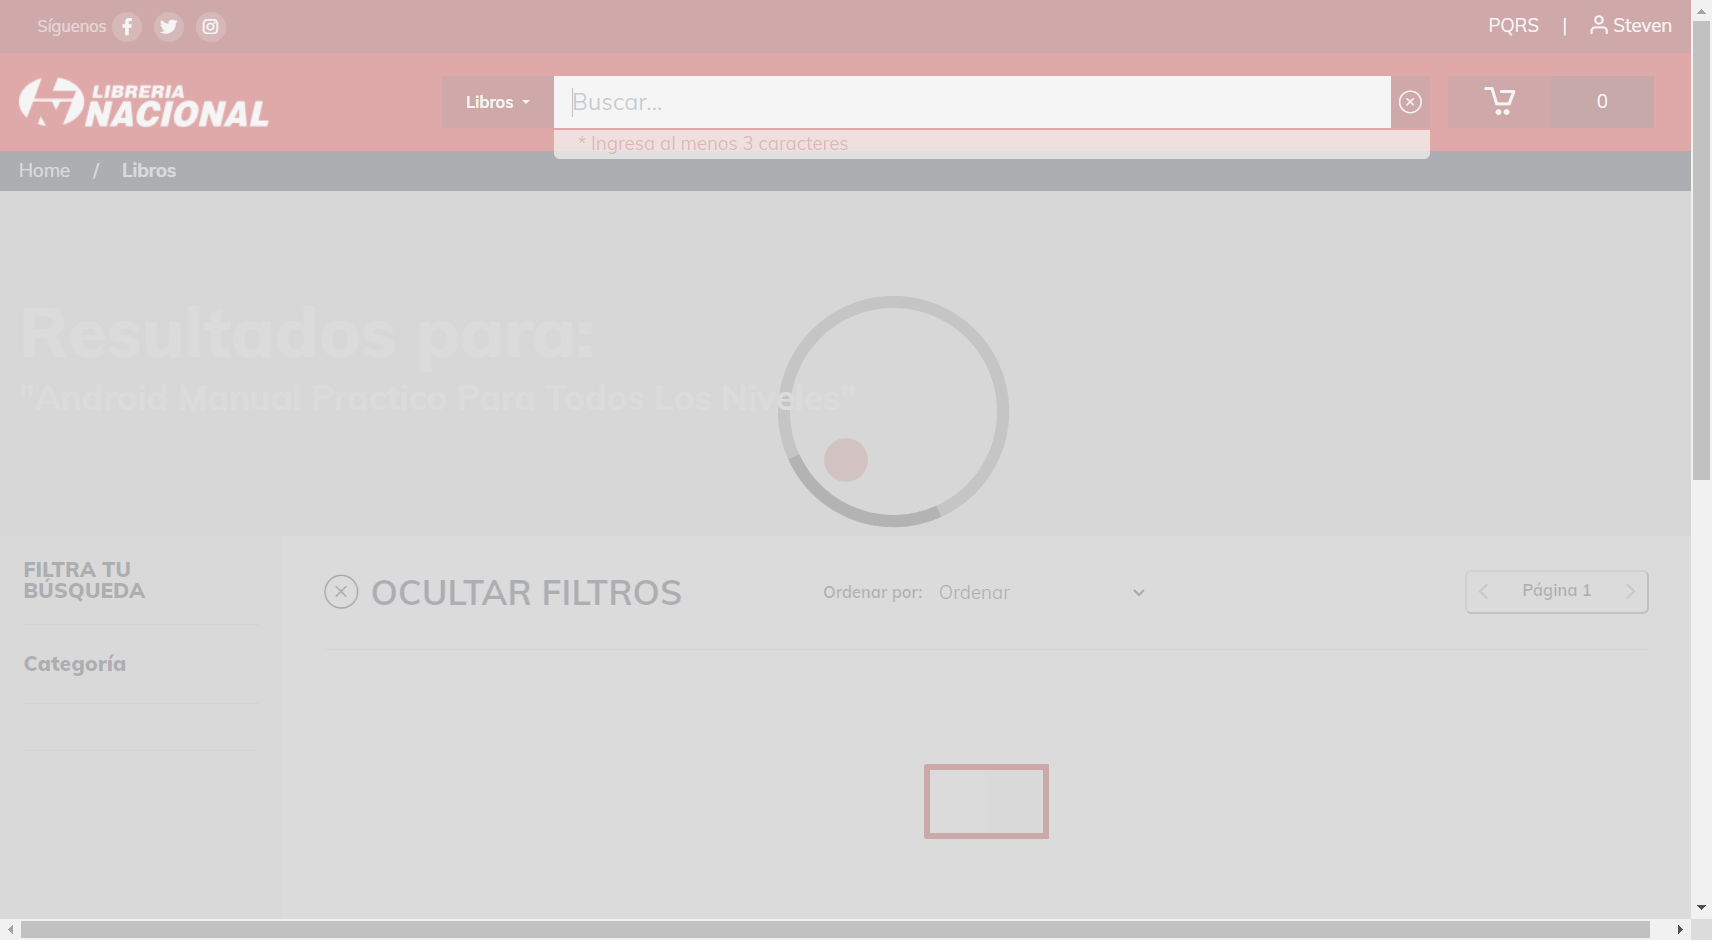 Síguenos
PQRS | Steven
LIBRERIA
NACIONAL
Libros
Buscar...
0
* Ingresa al menos 3 caracteres
Home / Libros
Resultados para:
"Android Manual Practico Para Todos Los Niveles"
FILTRA TU
BÚSQUEDA
OCULTAR FILTROS
Ordenar por: Ordenar
Página 1
Categoría